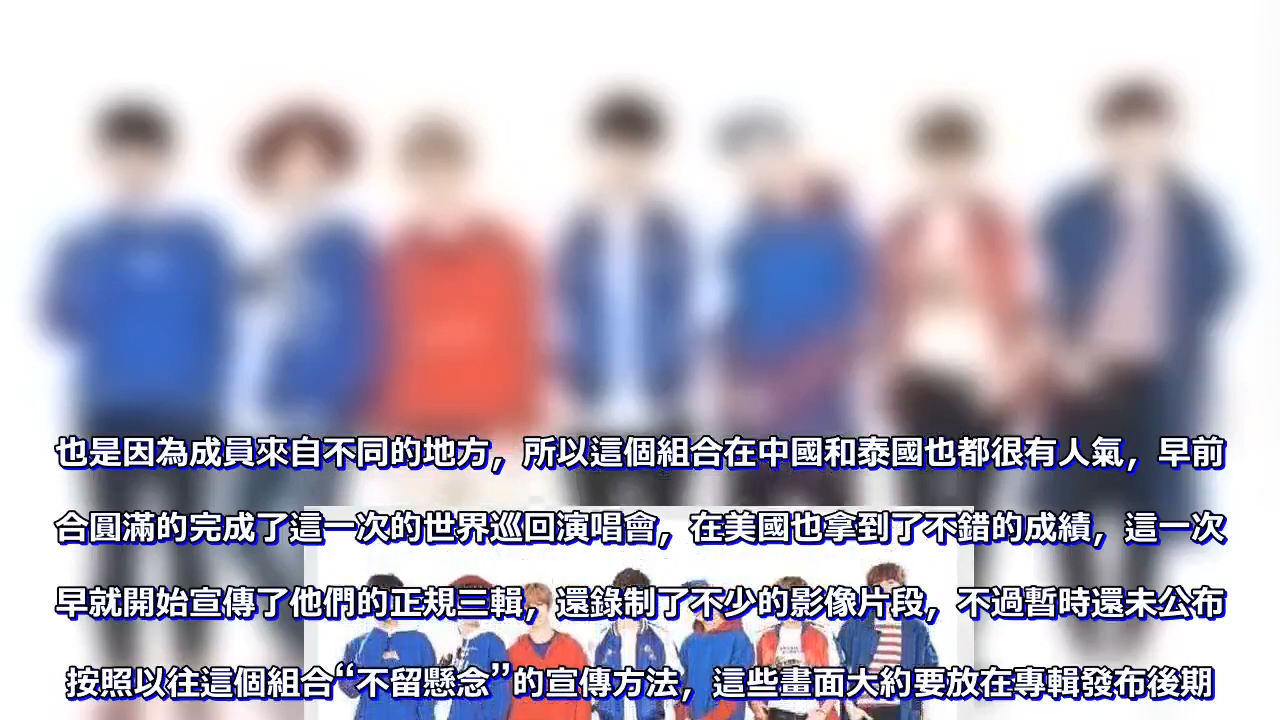 也是因為成員來自不同的地方，所以這個組合在中國和泰國也都很有人氣，早前
合圓滿的完成了這一次的世界巡回演唱會，在美國也拿到了不錯的成績，這一次
早就開始宣傳了他們的正規三輯，還錄制了不少的影像片段，不過暫時還未公布
按照以往這個組合“不留懸念”的宣傳方法，這些畫面大約要放在專輯發布後期